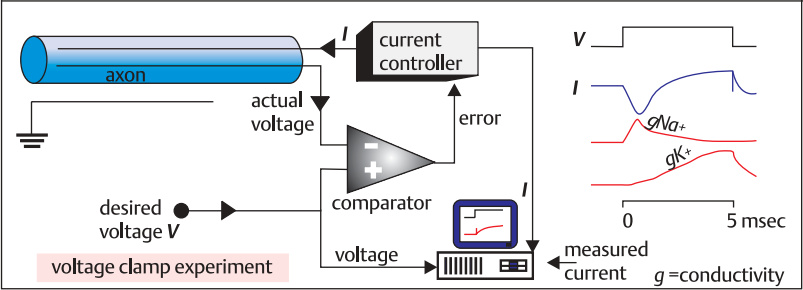 I
current
controller
axon
actual
voltage
error
comparator
desired
voltage V
voltage
I
measured
current
voltage clamp experiment
V
I
gNa+
gK+
0
5 msec
g =conductivity